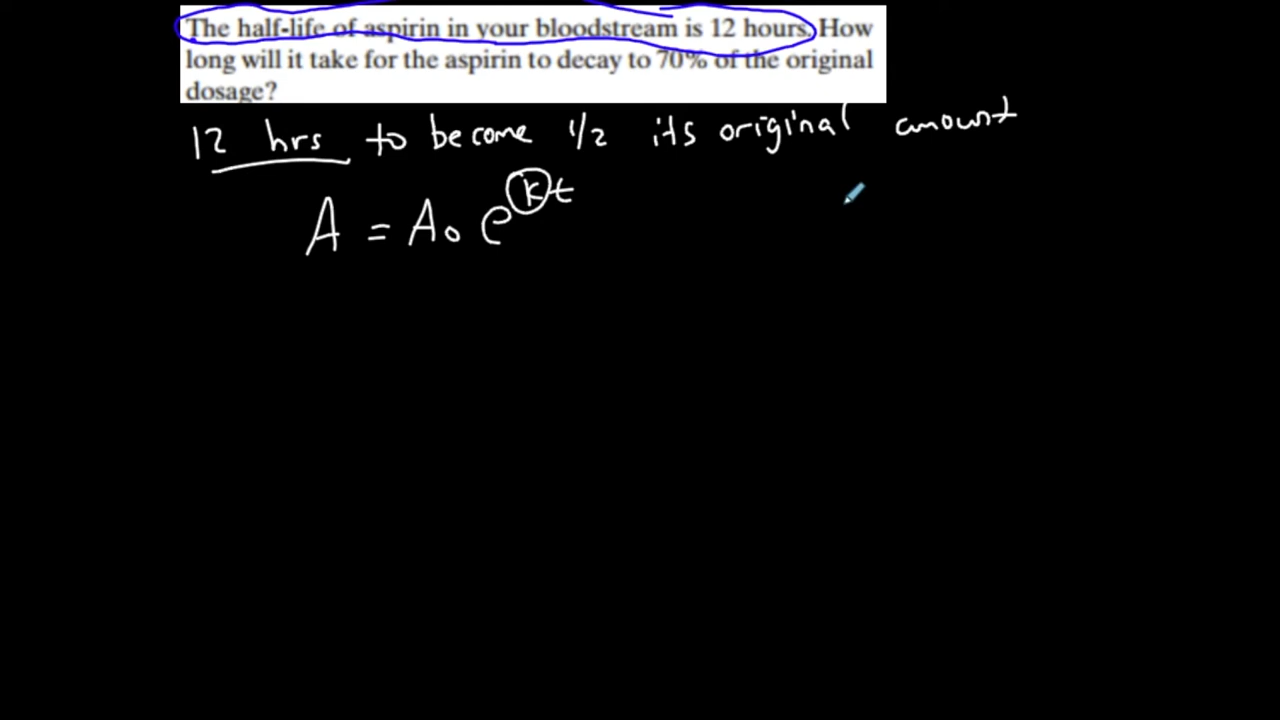 The half-life of aspirin in your bloodstream is 12 hours. How
long will it take for the aspirin to decay to 70% of the original
dosage?
12 hrs to become 1/2 its original amount
A = A₀ e^{kt}